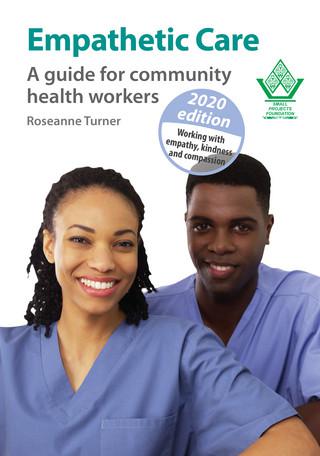 Empathetic Care
A guide for community
health workers
Roseanne Turner
2020
edition
Working with
empathy, kindness
and compassion
SMALL
PROJECTS
FOUNDATION